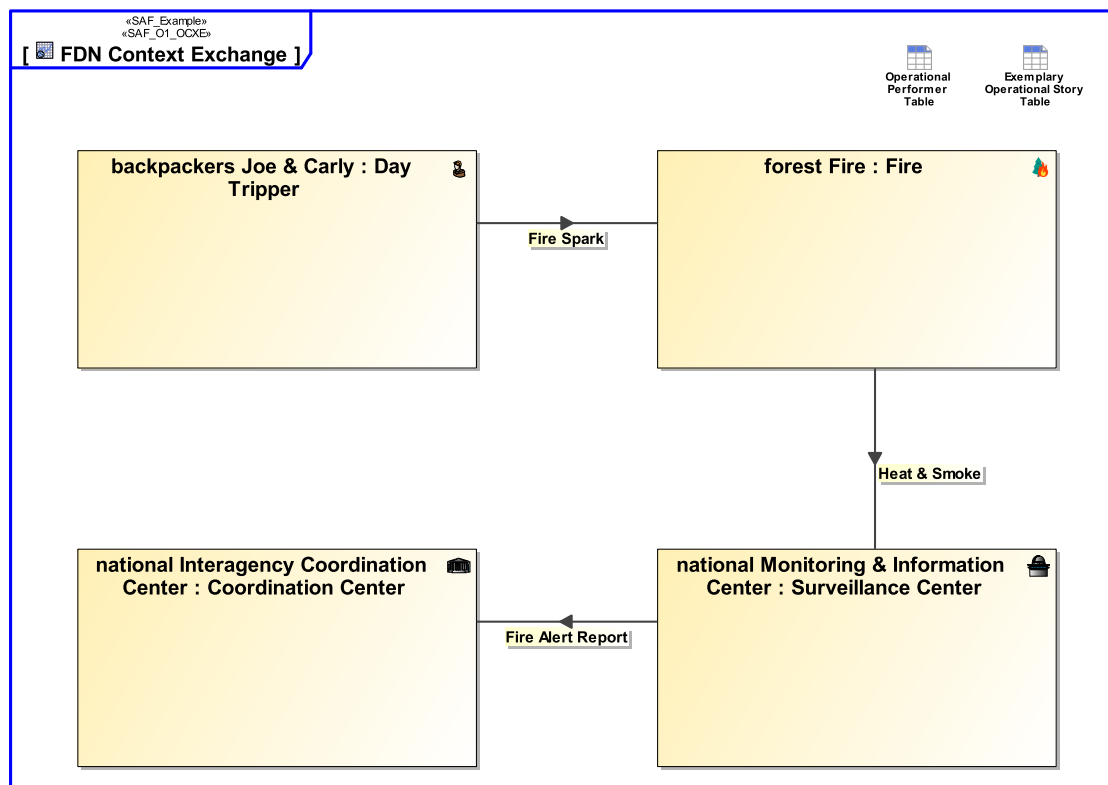 «SAF_Example»
«SAF_O1_OCXE»
[ FDN Context Exchange ]
Operational
Performer
Table
Exemplary
Operational Story
Table
backpackers Joe & Carly : Day
Tripper
forest Fire : Fire
Fire Spark
Heat & Smoke
national Interagency Coordination
Center : Coordination Center
national Monitoring & Information
Center : Surveillance Center
Fire Alert Report